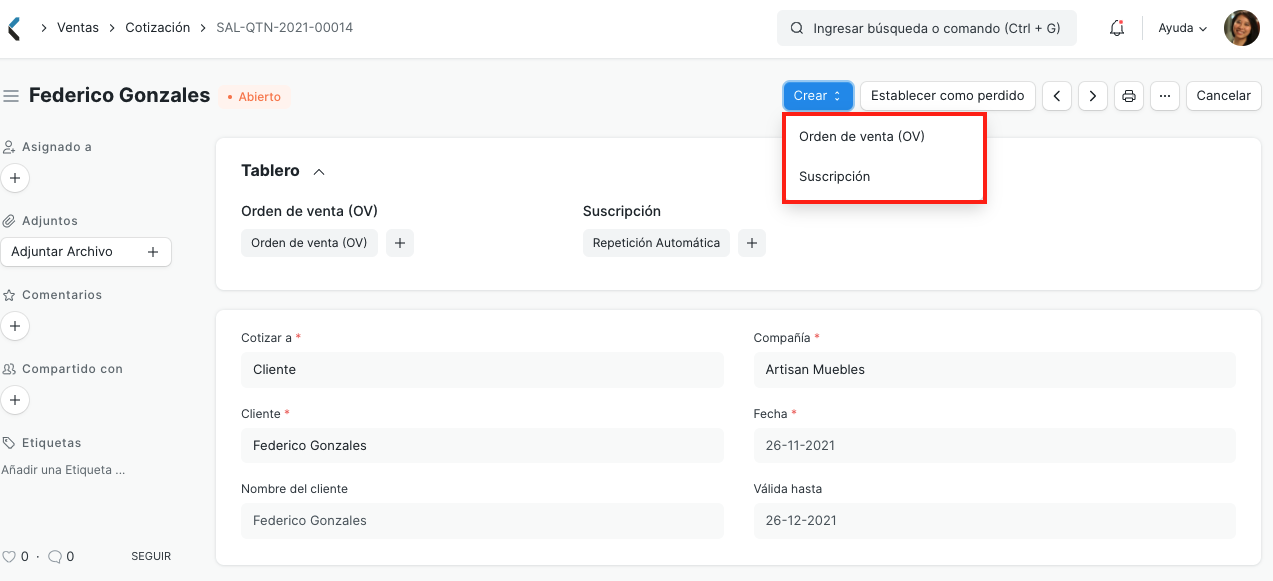 Ventas > Cotización > SAL-QTN-2021-00014
Ingresar búsqueda o comando (Ctrl + G)
Ayuda
Federico Gonzales
• Abierto
Crear
Establecer como perdido
...
Cancelar
Orden de venta (OV)
Suscripción
Asignado a
+
Adjuntos
Adjuntar Archivo +
Comentarios
+
Compartido con
+
Etiquetas
Añadir una Etiqueta ...
0 · 0 SEGUIR
Tablero
Orden de venta (OV)
Orden de venta (OV) +
Suscripción
Repetición Automática +
Cotizar a *
Cliente
Compañía *
Artisan Muebles
Cliente *
Federico Gonzales
Fecha *
26-11-2021
Nombre del cliente
Federico Gonzales
Válida hasta
26-12-2021